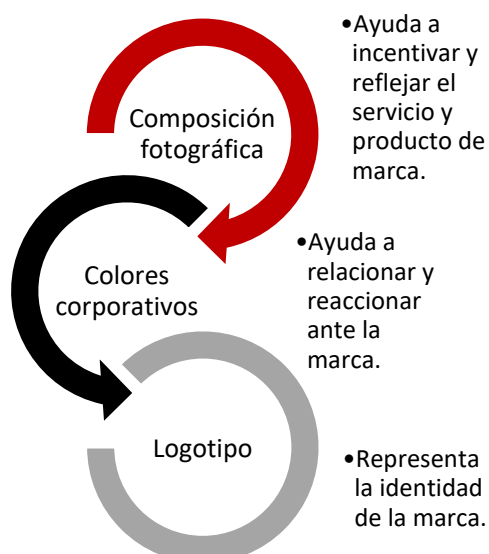 Composición
fotográfica
•Ayuda a
incentivar y
reflejar el
servicio y
producto de
marca.
Colores
corporativos
•Ayuda a
relacionar y
reaccionar
ante la
marca.
Logotipo
•Representa
la identidad
de la marca.